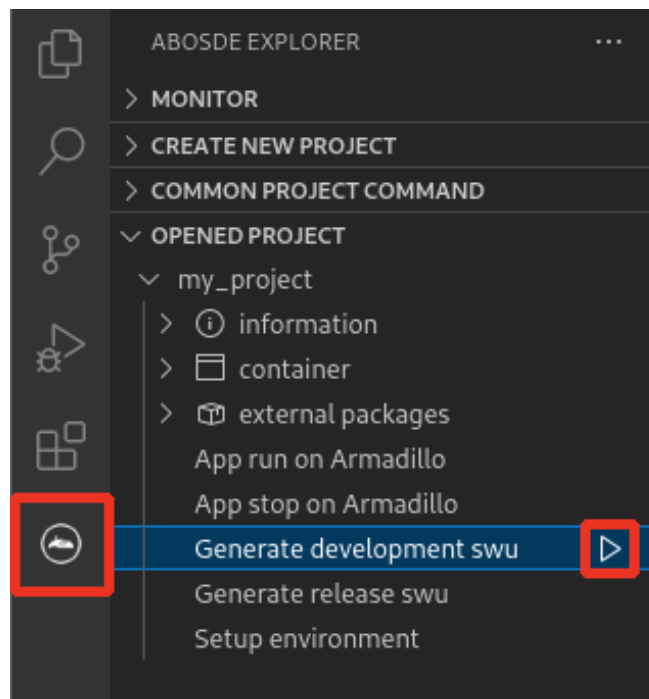 ABOSDE EXPLORER
MONITOR
CREATE NEW PROJECT
COMMON PROJECT COMMAND
OPENED PROJECT
my_project
information
container
external packages
App run on Armadillo
App stop on Armadillo
Generate development swu
Generate release swu
Setup environment